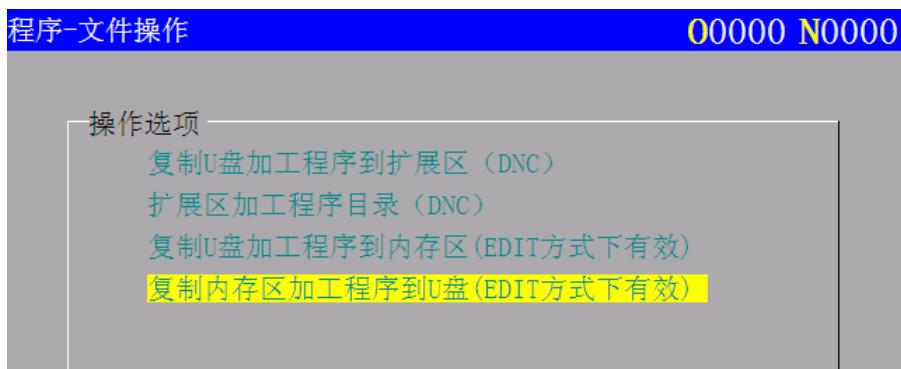 程序-文件操作 O0000 N0000
操作选项
复制U盘加工程序到扩展区（DNC）
扩展区加工程序目录（DNC）
复制U盘加工程序到内存区(EDIT方式下有效)
复制内存区加工程序到U盘(EDIT方式下有效)